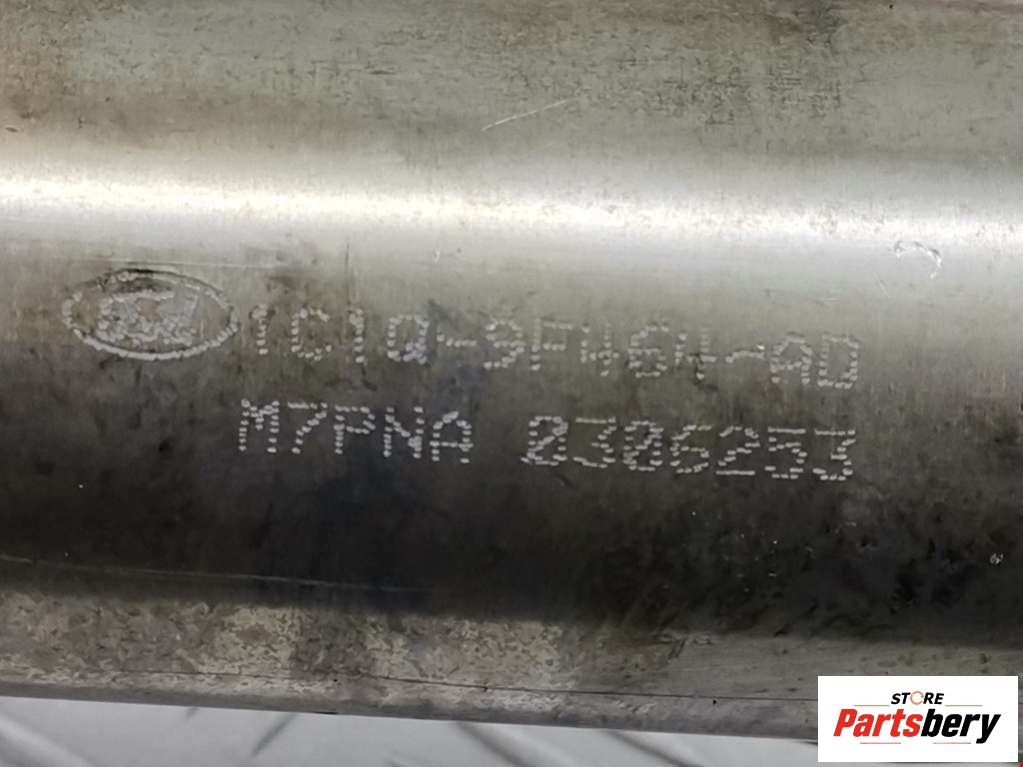 1C1Q-9F464-AD
M7PNA 0306253
STORE
Partsbery